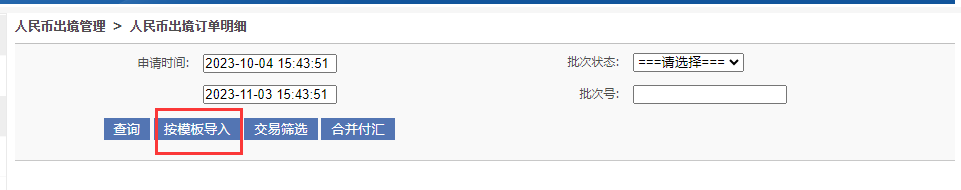 人民币出境管理 > 人民币出境订单明细
申请时间: 2023-10-04 15:43:51 批次状态: ===请选择===
2023-11-03 15:43:51 批次号:
查询 按模板导入 交易筛选 合并付汇